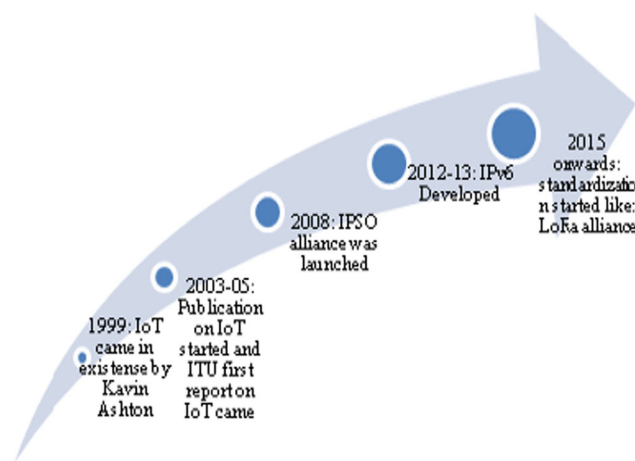 1999: IoT
came in
existense by
Kavin
Ashton
2003-05:
Publication
on IoT
started and
ITU first
report on
IoT came
2008: IPSO
alliance was
launched
2012-13: IPv6
Developed
2015
onwards:
standardizatio
n started like:
LoRa alliance